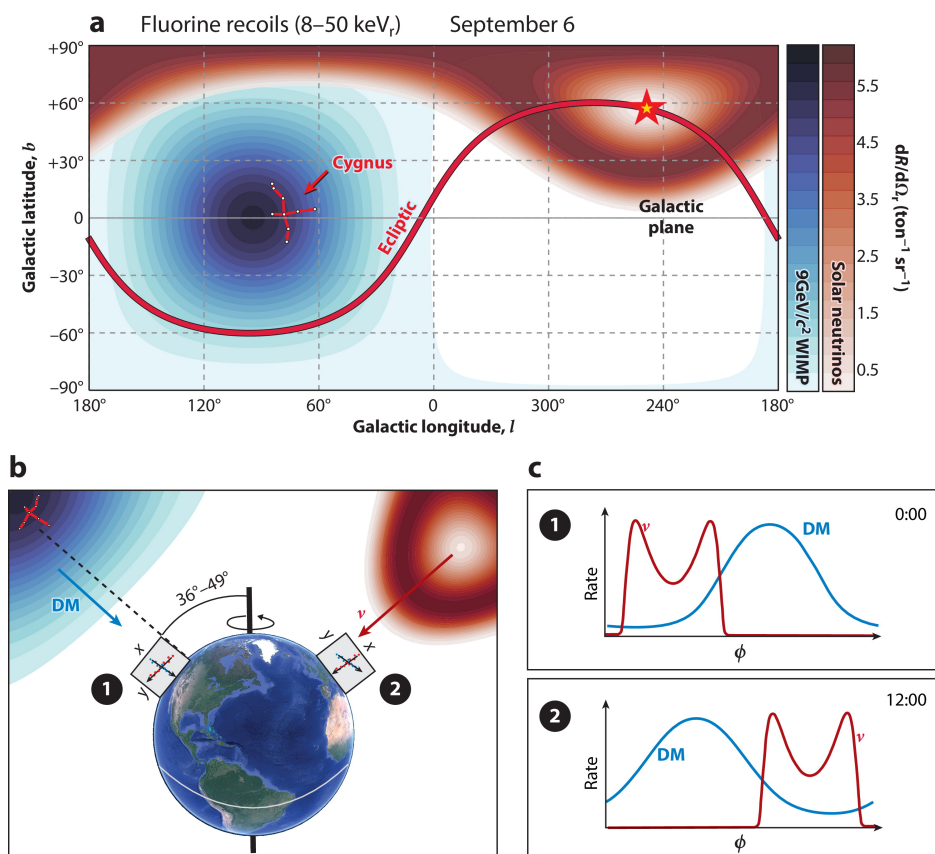 a Fluorine recoils (8–50 keVr) September 6
+90°
+60°
+30°
0
−30°
−60°
−90°
Galactic latitude, b
Cygnus
Ecliptic
Galactic
plane
180°
120°
60°
0
300°
240°
180°
Galactic longitude, l
9GeV/c² WIMP
Solar neutrinos
5.5
4.5
3.5
2.5
1.5
0.5
dR/dΩr (ton⁻¹ sr⁻¹)
b
DM
36°–49°
ν
x
y
1
y
x
2
c
1
0:00
ν
DM
Rate
ϕ
2
12:00
DM
ν
Rate
ϕ